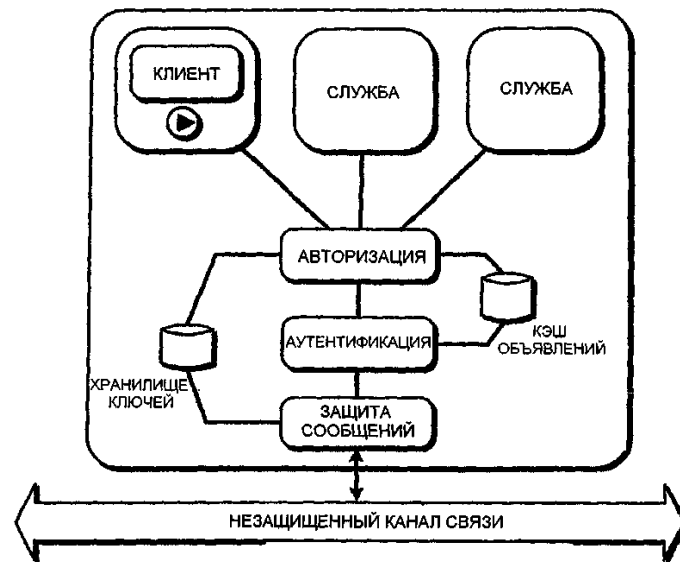 КЛИЕНТ
СЛУЖБА
СЛУЖБА
АВТОРИЗАЦИЯ
АУТЕНТИФИКАЦИЯ
КЭШ
ОБЪЯВЛЕНИЙ
ХРАНИЛИЩЕ
КЛЮЧЕЙ
ЗАЩИТА
СООБЩЕНИЙ
НЕЗАЩИЩЕННЫЙ КАНАЛ СВЯЗИ